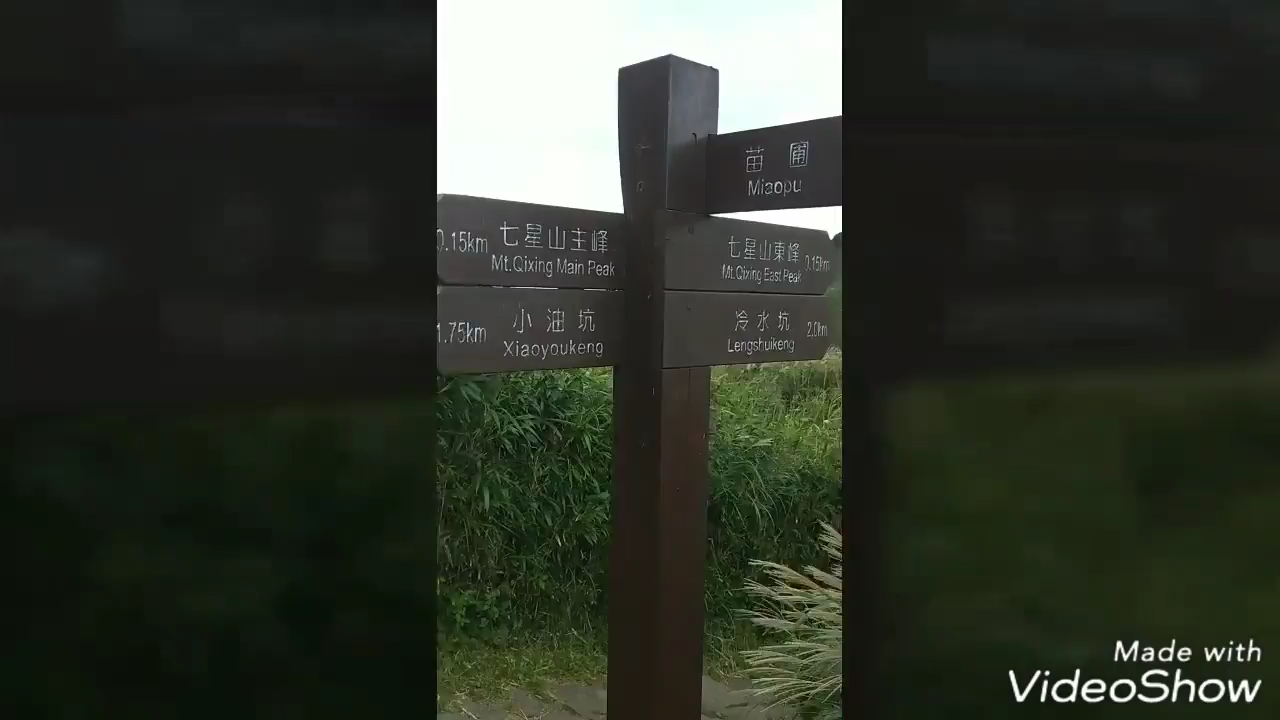 苗圃
Miaopu
0.15km 七星山主峰
Mt.Qixing Main Peak
七星山東峰 0.15km
Mt.Qixing East Peak
1.75km 小油坑
Xiaoyoukeng
冷水坑 2.0km
Lengshuikeng
Made with
VideoShow